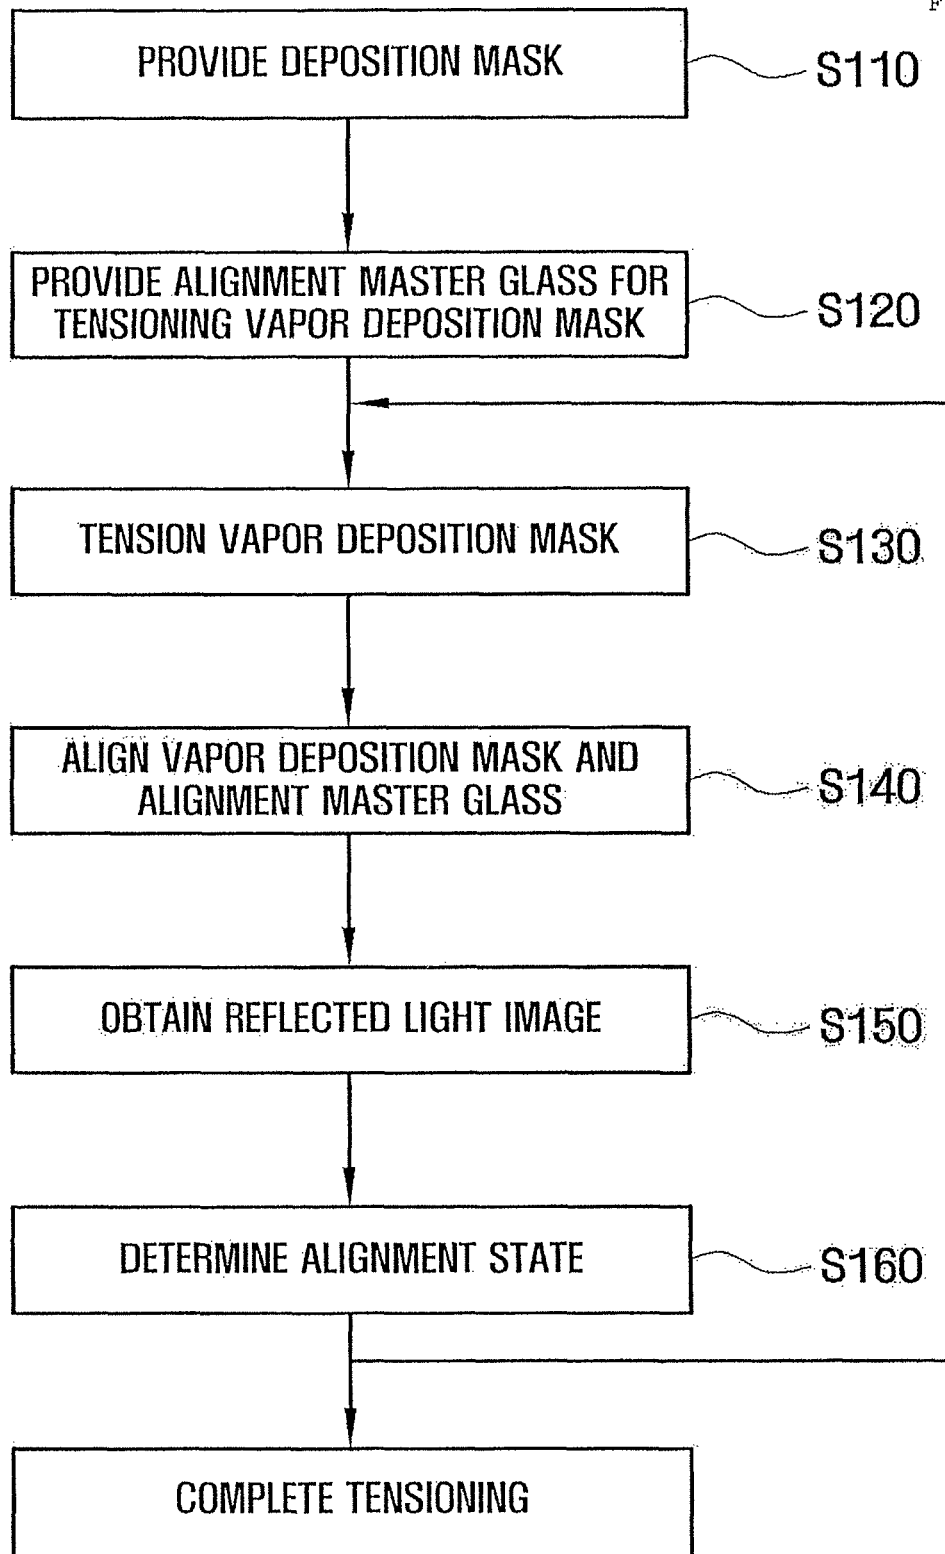 F
PROVIDE DEPOSITION MASK
S110
PROVIDE ALIGNMENT MASTER GLASS FOR
TENSIONING VAPOR DEPOSITION MASK
S120
TENSION VAPOR DEPOSITION MASK
S130
ALIGN VAPOR DEPOSITION MASK AND
ALIGNMENT MASTER GLASS
S140
OBTAIN REFLECTED LIGHT IMAGE
S150
DETERMINE ALIGNMENT STATE
S160
COMPLETE TENSIONING